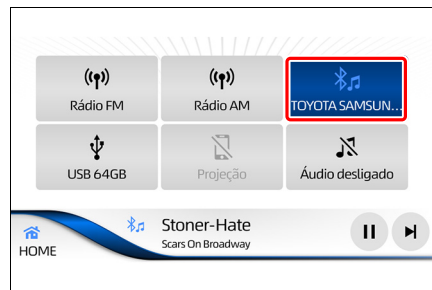 Rádio FM
Rádio AM
TOYOTA SAMSUN...
USB 64GB
Projeção
Áudio desligado
Stoner-Hate
Scars On Broadway
HOME